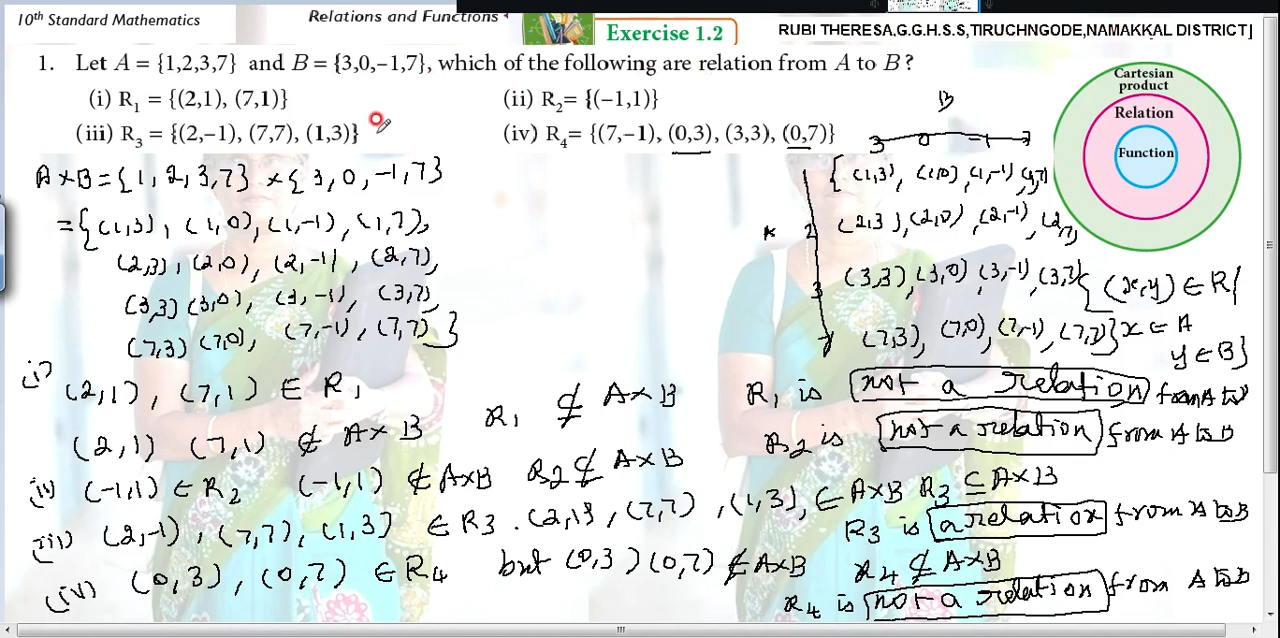 10th Standard Mathematics
Relations and Functions
Exercise 1.2
RUBI THERESA,G.G.H.S.S,TIRUCHNGODE,NAMAKKAL DISTRICT]
1. Let A = {1,2,3,7} and B = {3,0,−1,7}, which of the following are relation from A to B ?
(i) R₁ = {(2,1), (7,1)}
(ii) R₂= {(−1,1)}
(iii) R₃ = {(2,−1), (7,7), (1,3)}
(iv) R₄= {(7,−1), (0,3), (3,3), (0,7)}
Cartesian
product
Relation
Function
A×B = {1, 2, 3, 7} × {3, 0, −1, 7}
= {(1,3), (1,0), (1,−1), (1,7),
(2,3), (2,0), (2,−1), (2,7),
(3,3) (3,0), (3,−1), (3,7),
(7,3) (7,0), (7,−1), (7,7) }
B
3 0 −1 7
{ (1,3), (1,0), (1,−1) (1,7)
2 (2,3), (2,0), (2,−1), (2,7)
3 (3,3), (3,0), (3,−1), (3,7)
7 (7,3), (7,0), (7,−1), (7,7)}
{ (x,y) ∈ R/
x ∈ A
y ∈ B}
(i) (2,1), (7,1) ∈ R₁
(2,1) (7,1) ∉ A×B
R₁ ⊄ A×B
R₁ is not a relation from A to B
(ii) (−1,1) ∈ R₂ (−1,1) ∉ A×B R₂ ⊄ A×B
R₂ is not a relation from A to B
(iii) (2,−1), (7,7), (1,3) ∈ R₃. (7,7), (1,3), ∈ A×B R₃ ⊆ A×B
R₃ is a relation from A to B
(iv) (0,3), (0,7) ∈ R₄ but (0,3) (0,7) ∉ A×B R₄ ⊄ A×B
R₄ is not a relation from A to B